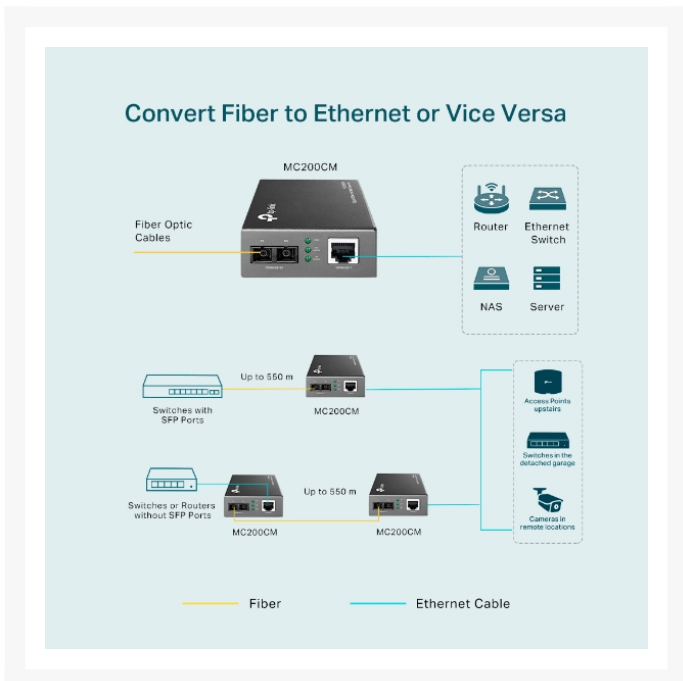 Convert Fiber to Ethernet or Vice Versa
MC200CM
tp-link
Fiber Optic
Cables
Router
Ethernet
Switch
NAS
Server
Up to 550 m
MC200CM
Switches with
SFP Ports
Access Points
upstairs
Switches in the
detached garage
Switches or Routers
without SFP Ports
MC200CM
Up to 550 m
MC200CM
Cameras in
remote locations
Fiber
Ethernet Cable